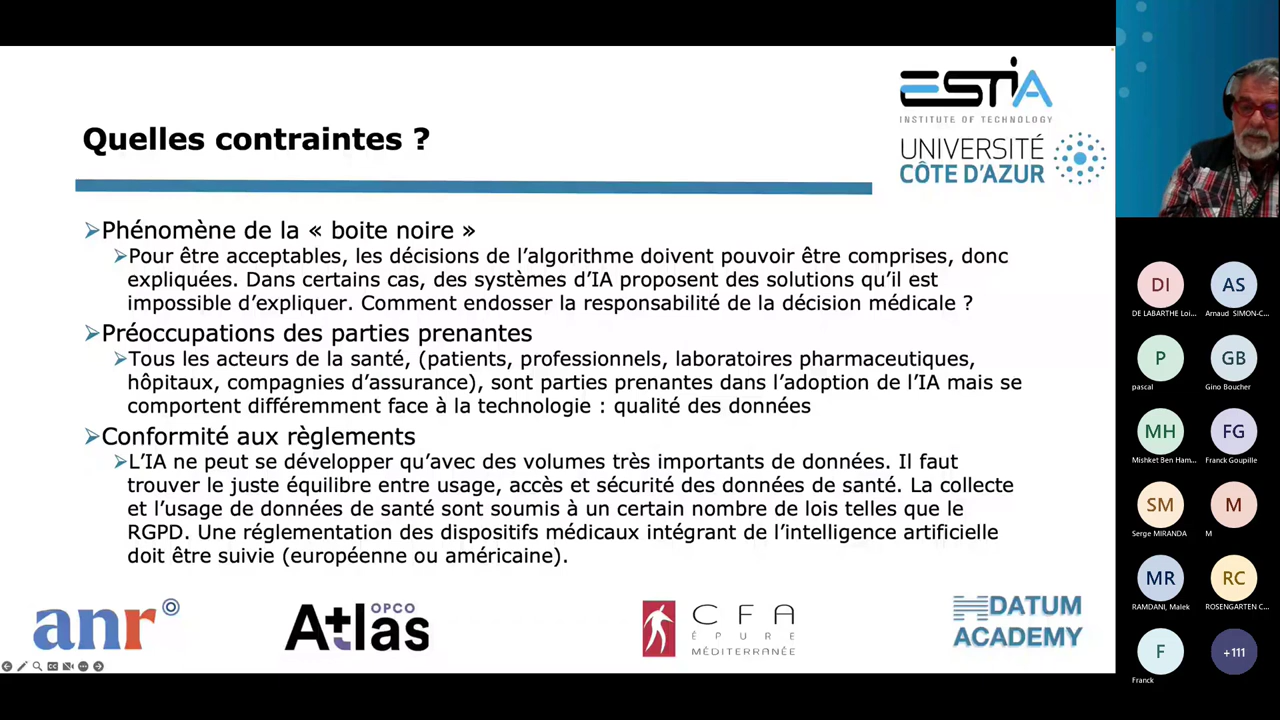 ESTIA
INSTITUTE OF TECHNOLOGY
UNIVERSITÉ
CÔTE D'AZUR
Quelles contraintes ?
Phénomène de la « boite noire »
Pour être acceptables, les décisions de l’algorithme doivent pouvoir être comprises, donc
expliquées. Dans certains cas, des systèmes d’IA proposent des solutions qu’il est
impossible d’expliquer. Comment endosser la responsabilité de la décision médicale ?
Préoccupations des parties prenantes
Tous les acteurs de la santé, (patients, professionnels, laboratoires pharmaceutiques,
hôpitaux, compagnies d’assurance), sont parties prenantes dans l’adoption de l’IA mais se
comportent différemment face à la technologie : qualité des données
Conformité aux règlements
L’IA ne peut se développer qu’avec des volumes très importants de données. Il faut
trouver le juste équilibre entre usage, accès et sécurité des données de santé. La collecte
et l’usage de données de santé sont soumis à un certain nombre de lois telles que le
RGPD. Une réglementation des dispositifs médicaux intégrant de l’intelligence artificielle
doit être suivie (européenne ou américaine).
anr
OPCO
Atlas
CFA
ÉPURE
MÉDITERRANÉE
DATUM
ACADEMY
DI
DE LABARTHE Loi...
AS
Arnaud SIMON-C...
P
pascal
GB
Gino Boucher
MH
Mishket Ben Ham...
FG
Franck Goupille
SM
Serge MIRANDA
M
M
MR
RAMDANI, Malek
RC
ROSENGARTEN C...
F
Franck
+111